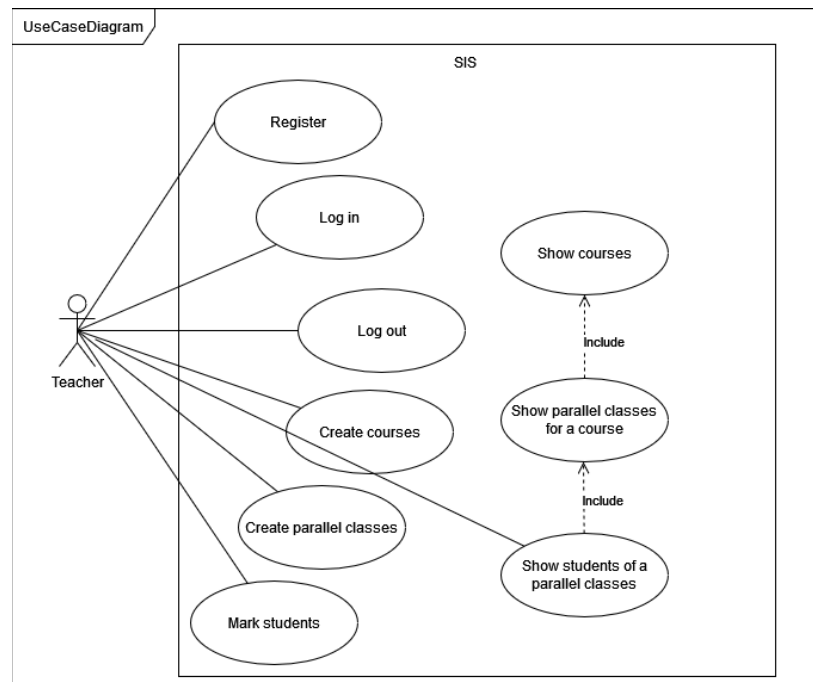 UseCaseDiagram
SIS
Register
Log in
Show courses
Log out
Include
Teacher
Show parallel classes
for a course
Create courses
Include
Create parallel classes
Show students of a
parallel classes
Mark students